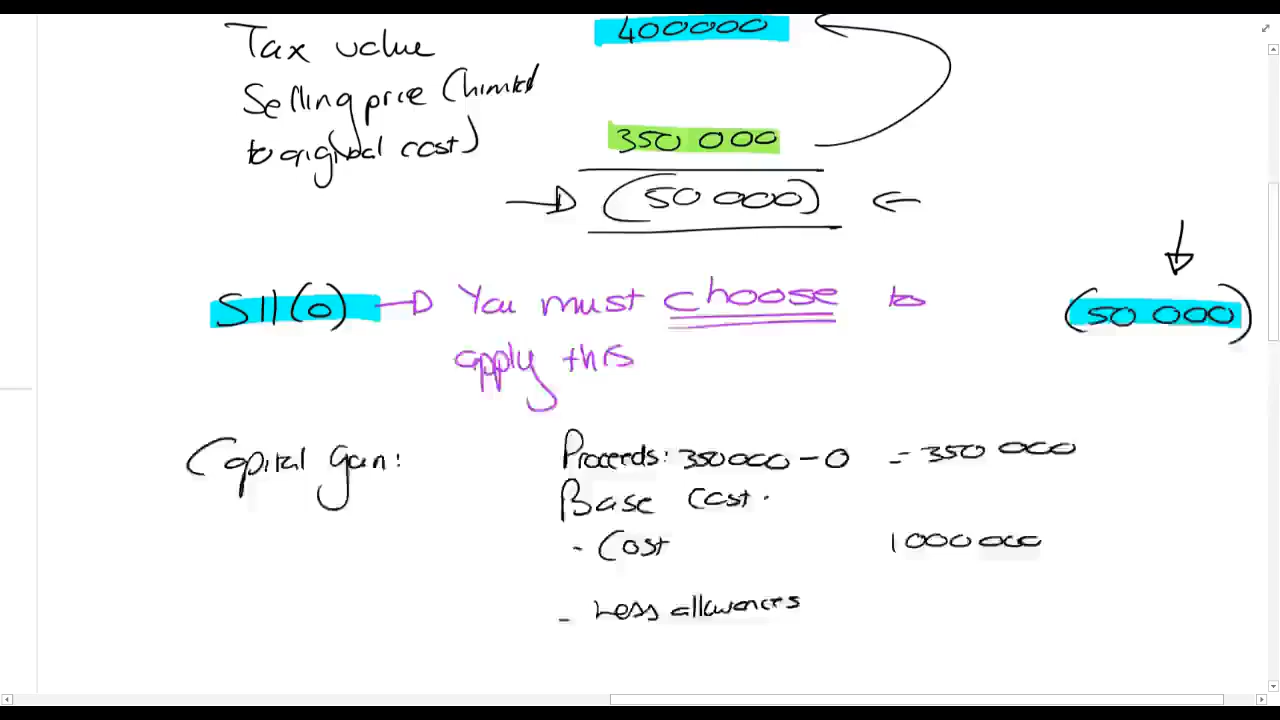 Tax value 400000
Selling price (limited
to original cost) 350 000
(50 000)
S11(o) → You must choose to (50 000)
apply this
Capital Gain: Proceeds: 350000 - 0 = 350 000
Base Cost.
- Cost 1000 000
- Less allowances